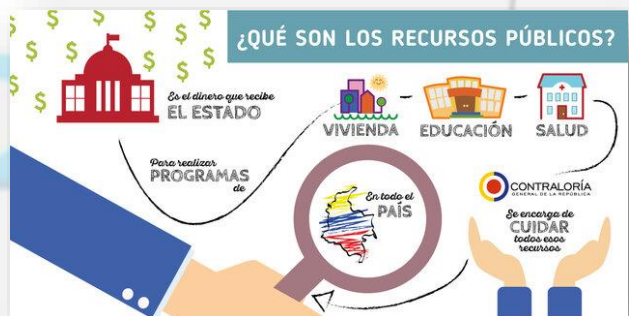 ¿QUÉ SON LOS RECURSOS PÚBLICOS?
Es el dinero que recibe
EL ESTADO
Para realizar
PROGRAMAS
de
VIVIENDA
EDUCACIÓN
SALUD
CONTRALORÍA
GENERAL DE LA REPÚBLICA
Se encarga de
CUIDAR
todos esos
recursos
En todo el
PAÍS